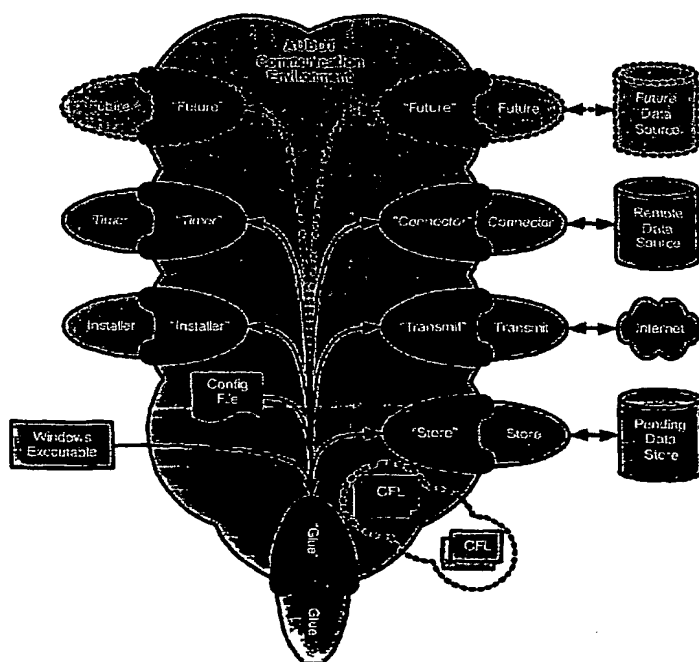 Communication
Environment
Future
"Future"
"Future"
Future
Future
Data
Source
Timer
"Timer"
"Connector"
Connector
Remote
Data
Source
Installer
"Installer"
"Transmit"
Transmit
Internet
Config
File
Windows
Executable
"Store"
Store
Pending
Data
Store
CFL
CFL
"Glue"
Glue